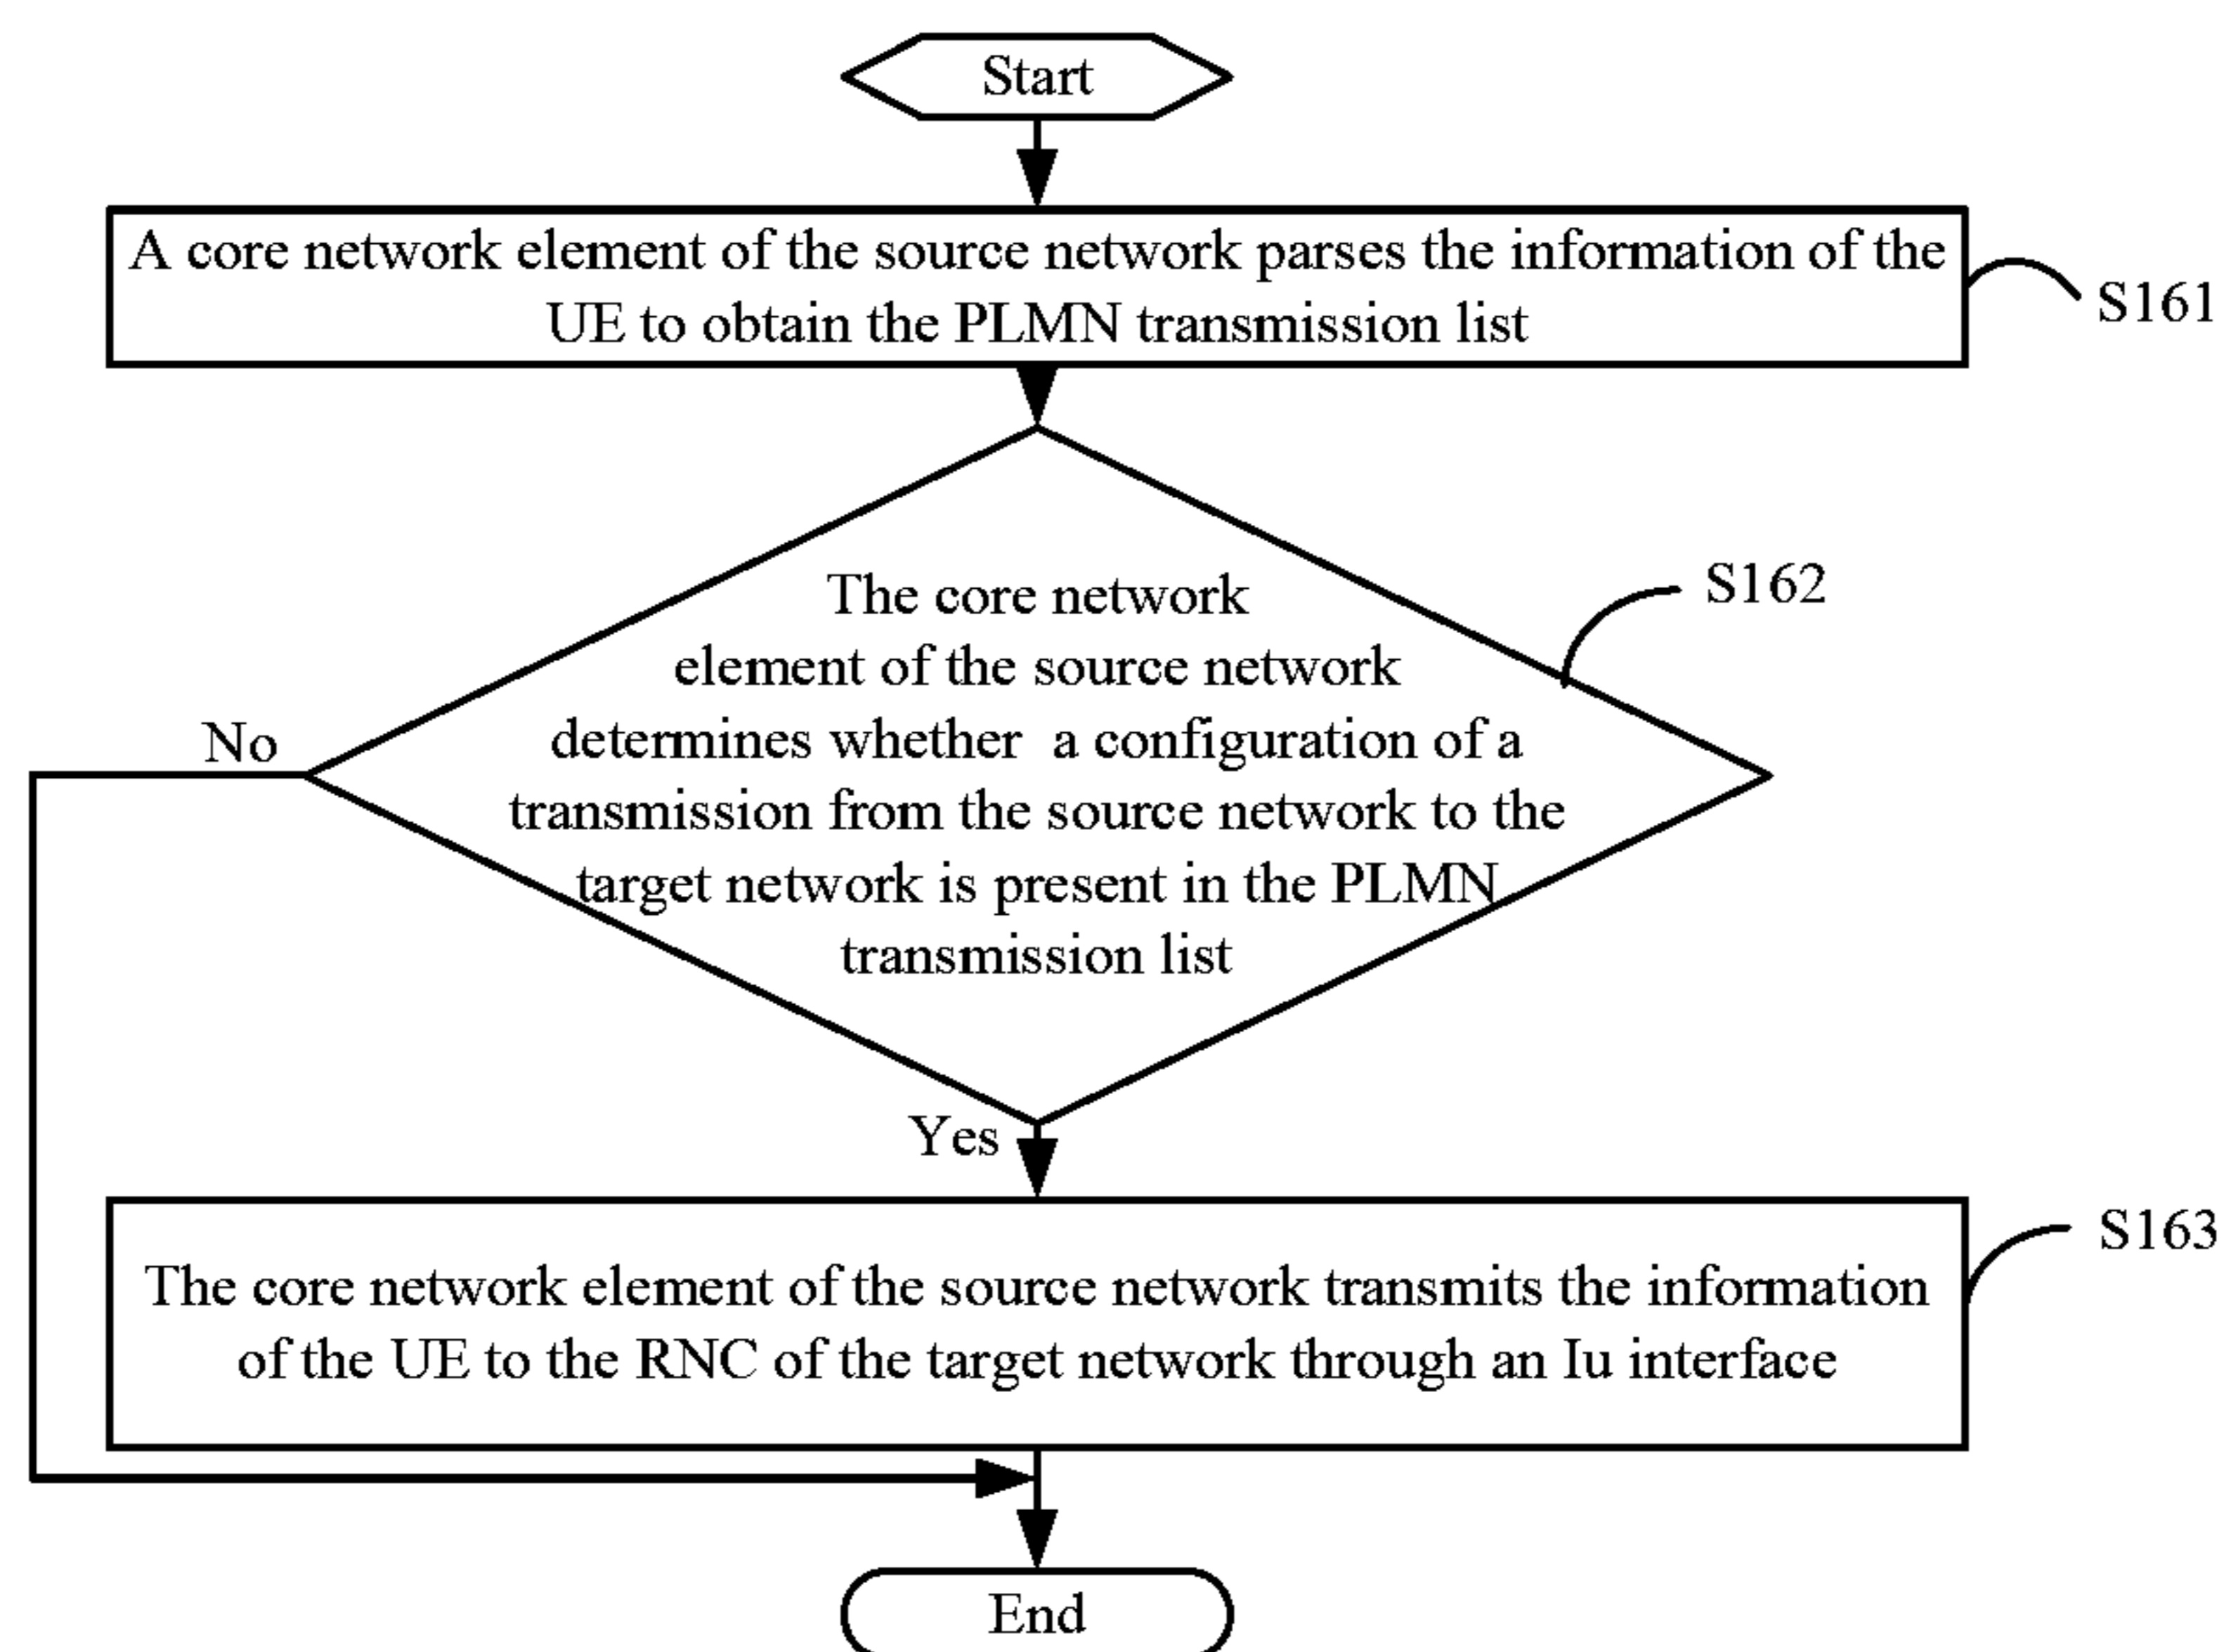 Start
A core network element of the source network parses the information of the
UE to obtain the PLMN transmission list
S161
The core network
element of the source network
determines whether a configuration of a
transmission from the source network to the
target network is present in the PLMN
transmission list
S162
No
Yes
The core network element of the source network transmits the information
of the UE to the RNC of the target network through an Iu interface
S163
End